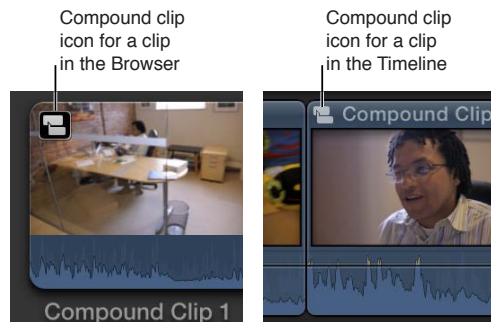 Compound clip
icon for a clip
in the Browser
Compound clip
icon for a clip
in the Timeline
Compound Clip
Compound Clip 1